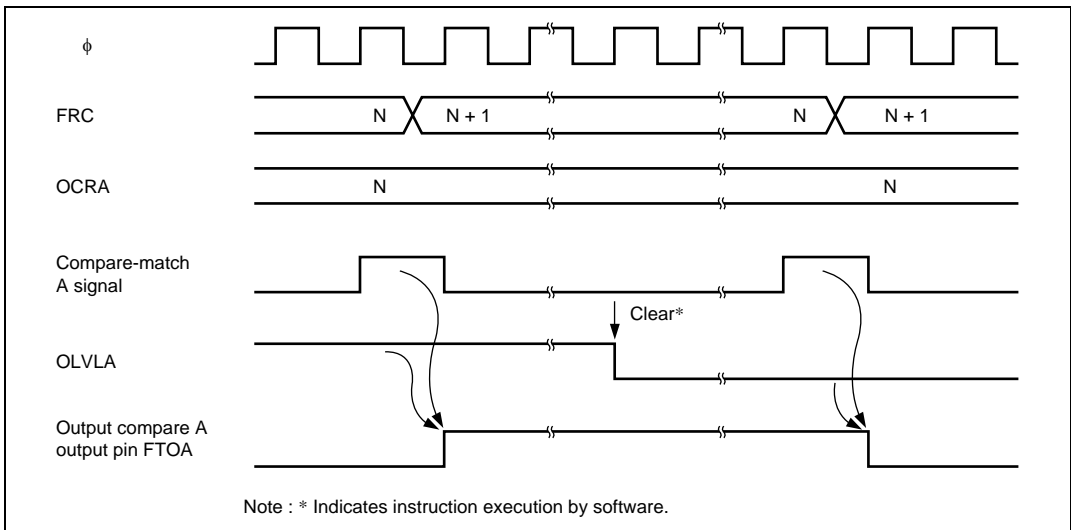 ϕ
FRC
N
N + 1
N
N + 1
OCRA
N
N
Compare-match
A signal
Clear*
OLVLA
Output compare A
output pin FTOA
Note : * Indicates instruction execution by software.